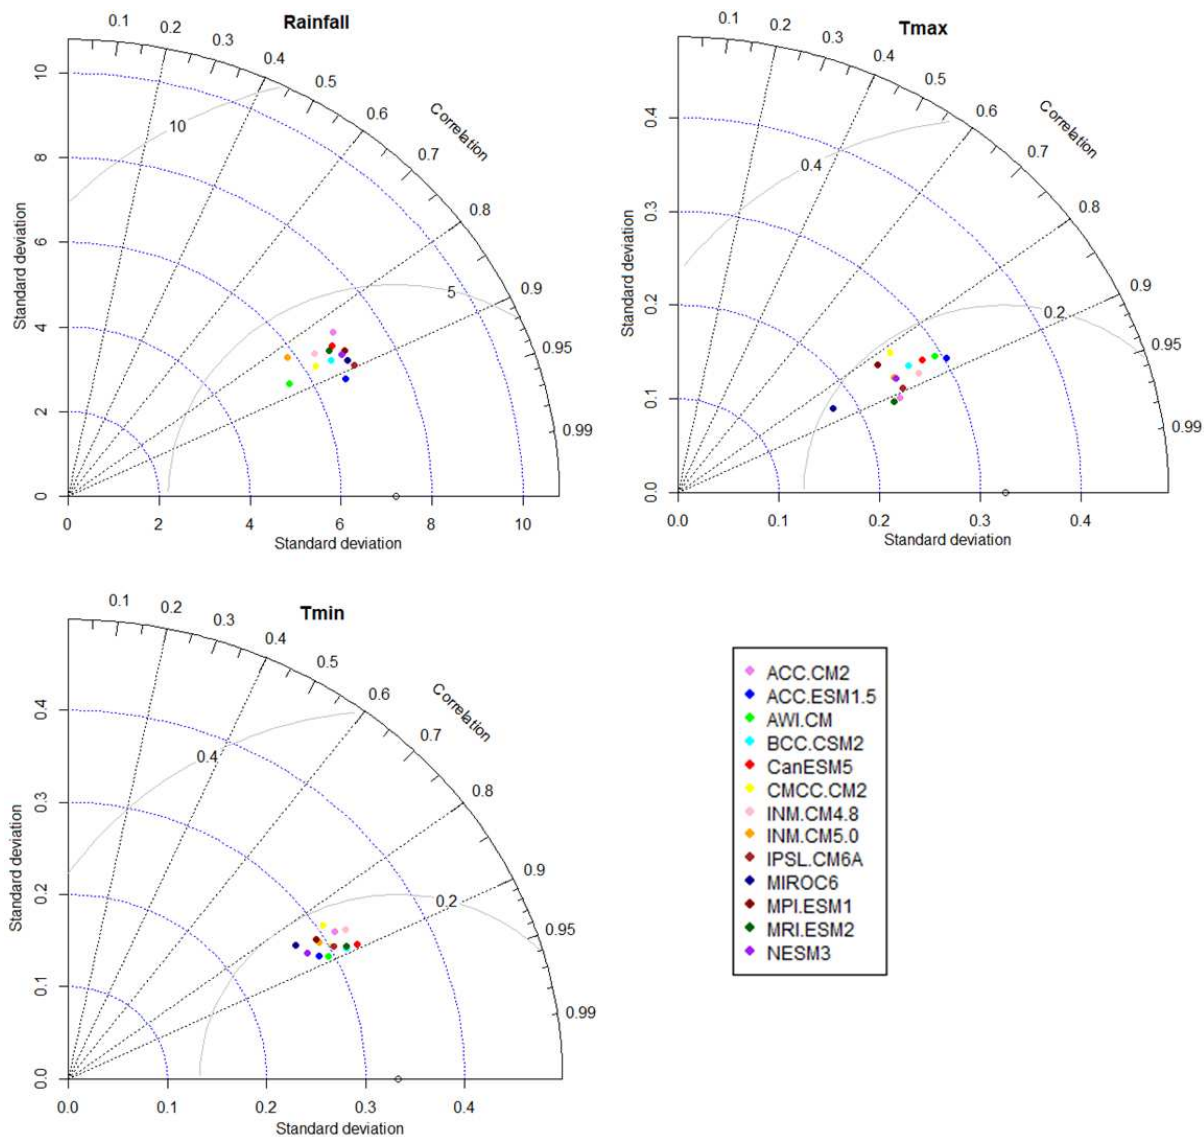 Rainfall
0.1
0.2
0.3
0.4
0.5
0.6
0.7
0.8
0.9
0.95
0.99
Correlation
10
5
Standard deviation
10
8
6
4
2
0
0 2 4 6 8 10
Standard deviation
Tmax
0.1
0.2
0.3
0.4
0.5
0.6
0.7
0.8
0.9
0.95
0.99
Correlation
0.4
0.2
Standard deviation
0.4
0.3
0.2
0.1
0.0
0.0 0.1 0.2 0.3 0.4
Standard deviation
Tmin
0.1
0.2
0.3
0.4
0.5
0.6
0.7
0.8
0.9
0.95
0.99
Correlation
0.4
0.2
Standard deviation
0.4
0.3
0.2
0.1
0.0
0.0 0.1 0.2 0.3 0.4
Standard deviation
ACC.CM2
ACC.ESM1.5
AWI.CM
BCC.CSM2
CanESM5
CMCC.CM2
INM.CM4.8
INM.CM5.0
IPSL.CM6A
MIROC6
MPI.ESM1
MRI.ESM2
NESM3